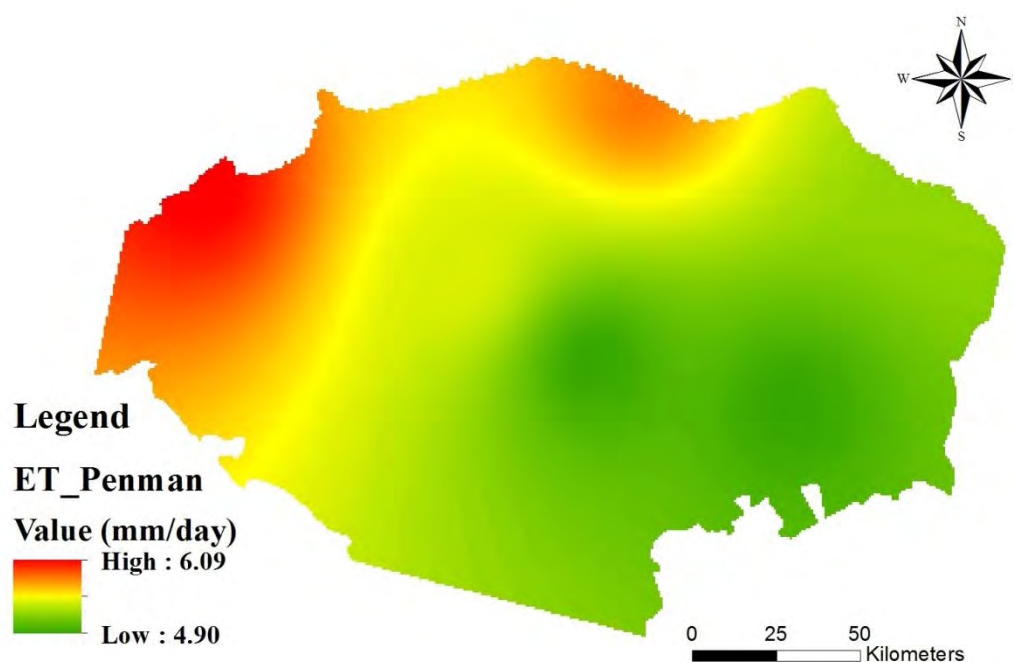 N
W
S
Legend
ET_Penman
Value (mm/day)
High : 6.09
Low : 4.90
0 25 50
Kilometers